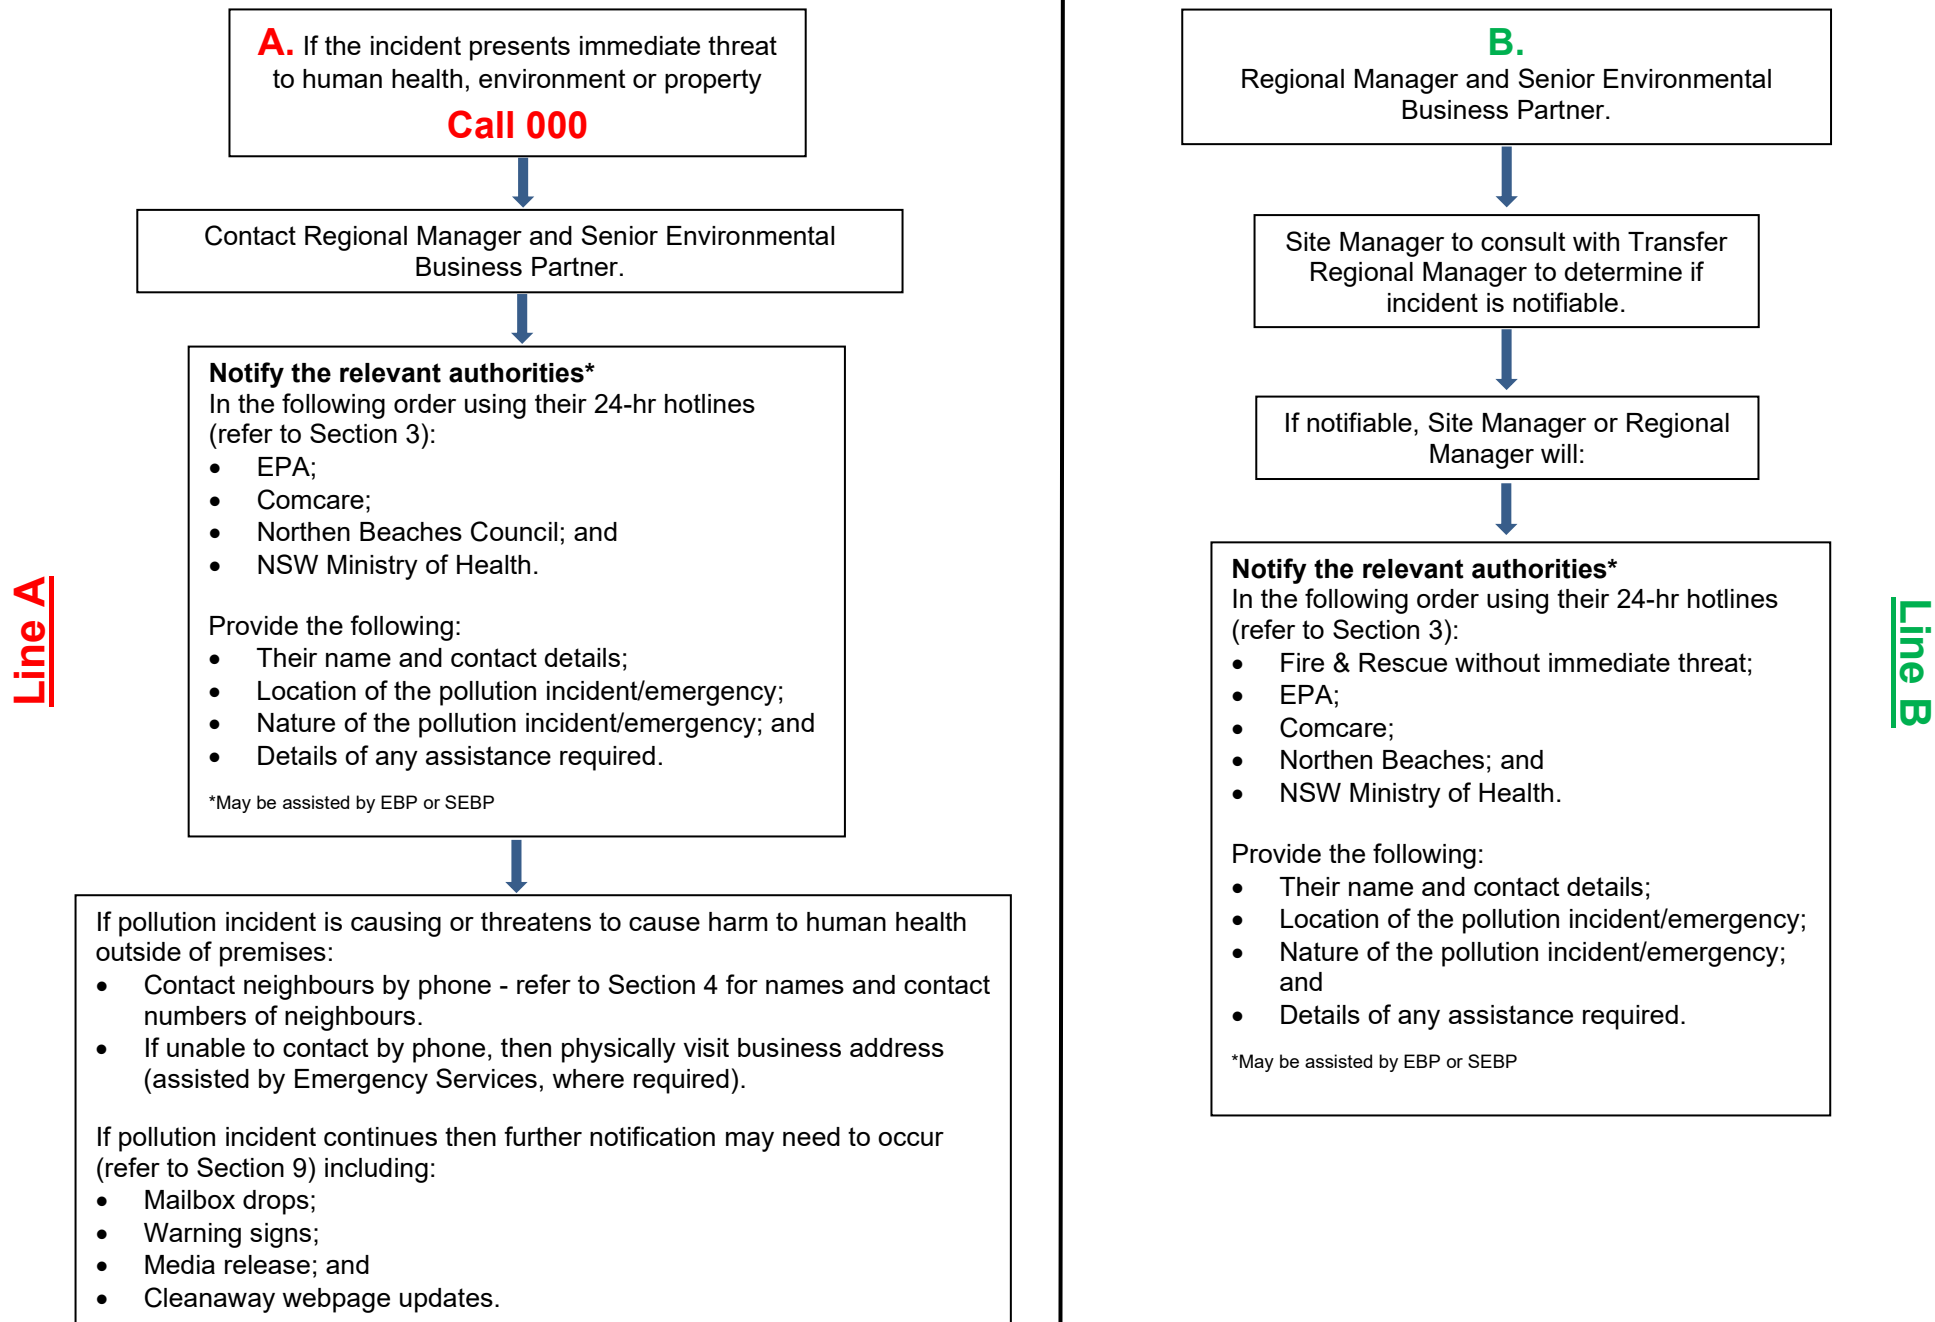 A. If the incident presents immediate threat
to human health, environment or property
Call 000
Contact Regional Manager and Senior Environmental
Business Partner.
Notify the relevant authorities*
In the following order using their 24-hr hotlines
(refer to Section 3):
• EPA;
• Comcare;
• Northen Beaches Council; and
• NSW Ministry of Health.
Provide the following:
• Their name and contact details;
• Location of the pollution incident/emergency;
• Nature of the pollution incident/emergency; and
• Details of any assistance required.
*May be assisted by EBP or SEBP
If pollution incident is causing or threatens to cause harm to human health
outside of premises:
• Contact neighbours by phone - refer to Section 4 for names and contact
numbers of neighbours.
• If unable to contact by phone, then physically visit business address
(assisted by Emergency Services, where required).
If pollution incident continues then further notification may need to occur
(refer to Section 9) including:
• Mailbox drops;
• Warning signs;
• Media release; and
• Cleanaway webpage updates.
Line A
B.
Regional Manager and Senior Environmental
Business Partner.
Site Manager to consult with Transfer
Regional Manager to determine if
incident is notifiable.
If notifiable, Site Manager or Regional
Manager will:
Notify the relevant authorities*
In the following order using their 24-hr hotlines
(refer to Section 3):
• Fire & Rescue without immediate threat;
• EPA;
• Comcare;
• Northen Beaches; and
• NSW Ministry of Health.
Provide the following:
• Their name and contact details;
• Location of the pollution incident/emergency;
• Nature of the pollution incident/emergency;
and
• Details of any assistance required.
*May be assisted by EBP or SEBP
Line B